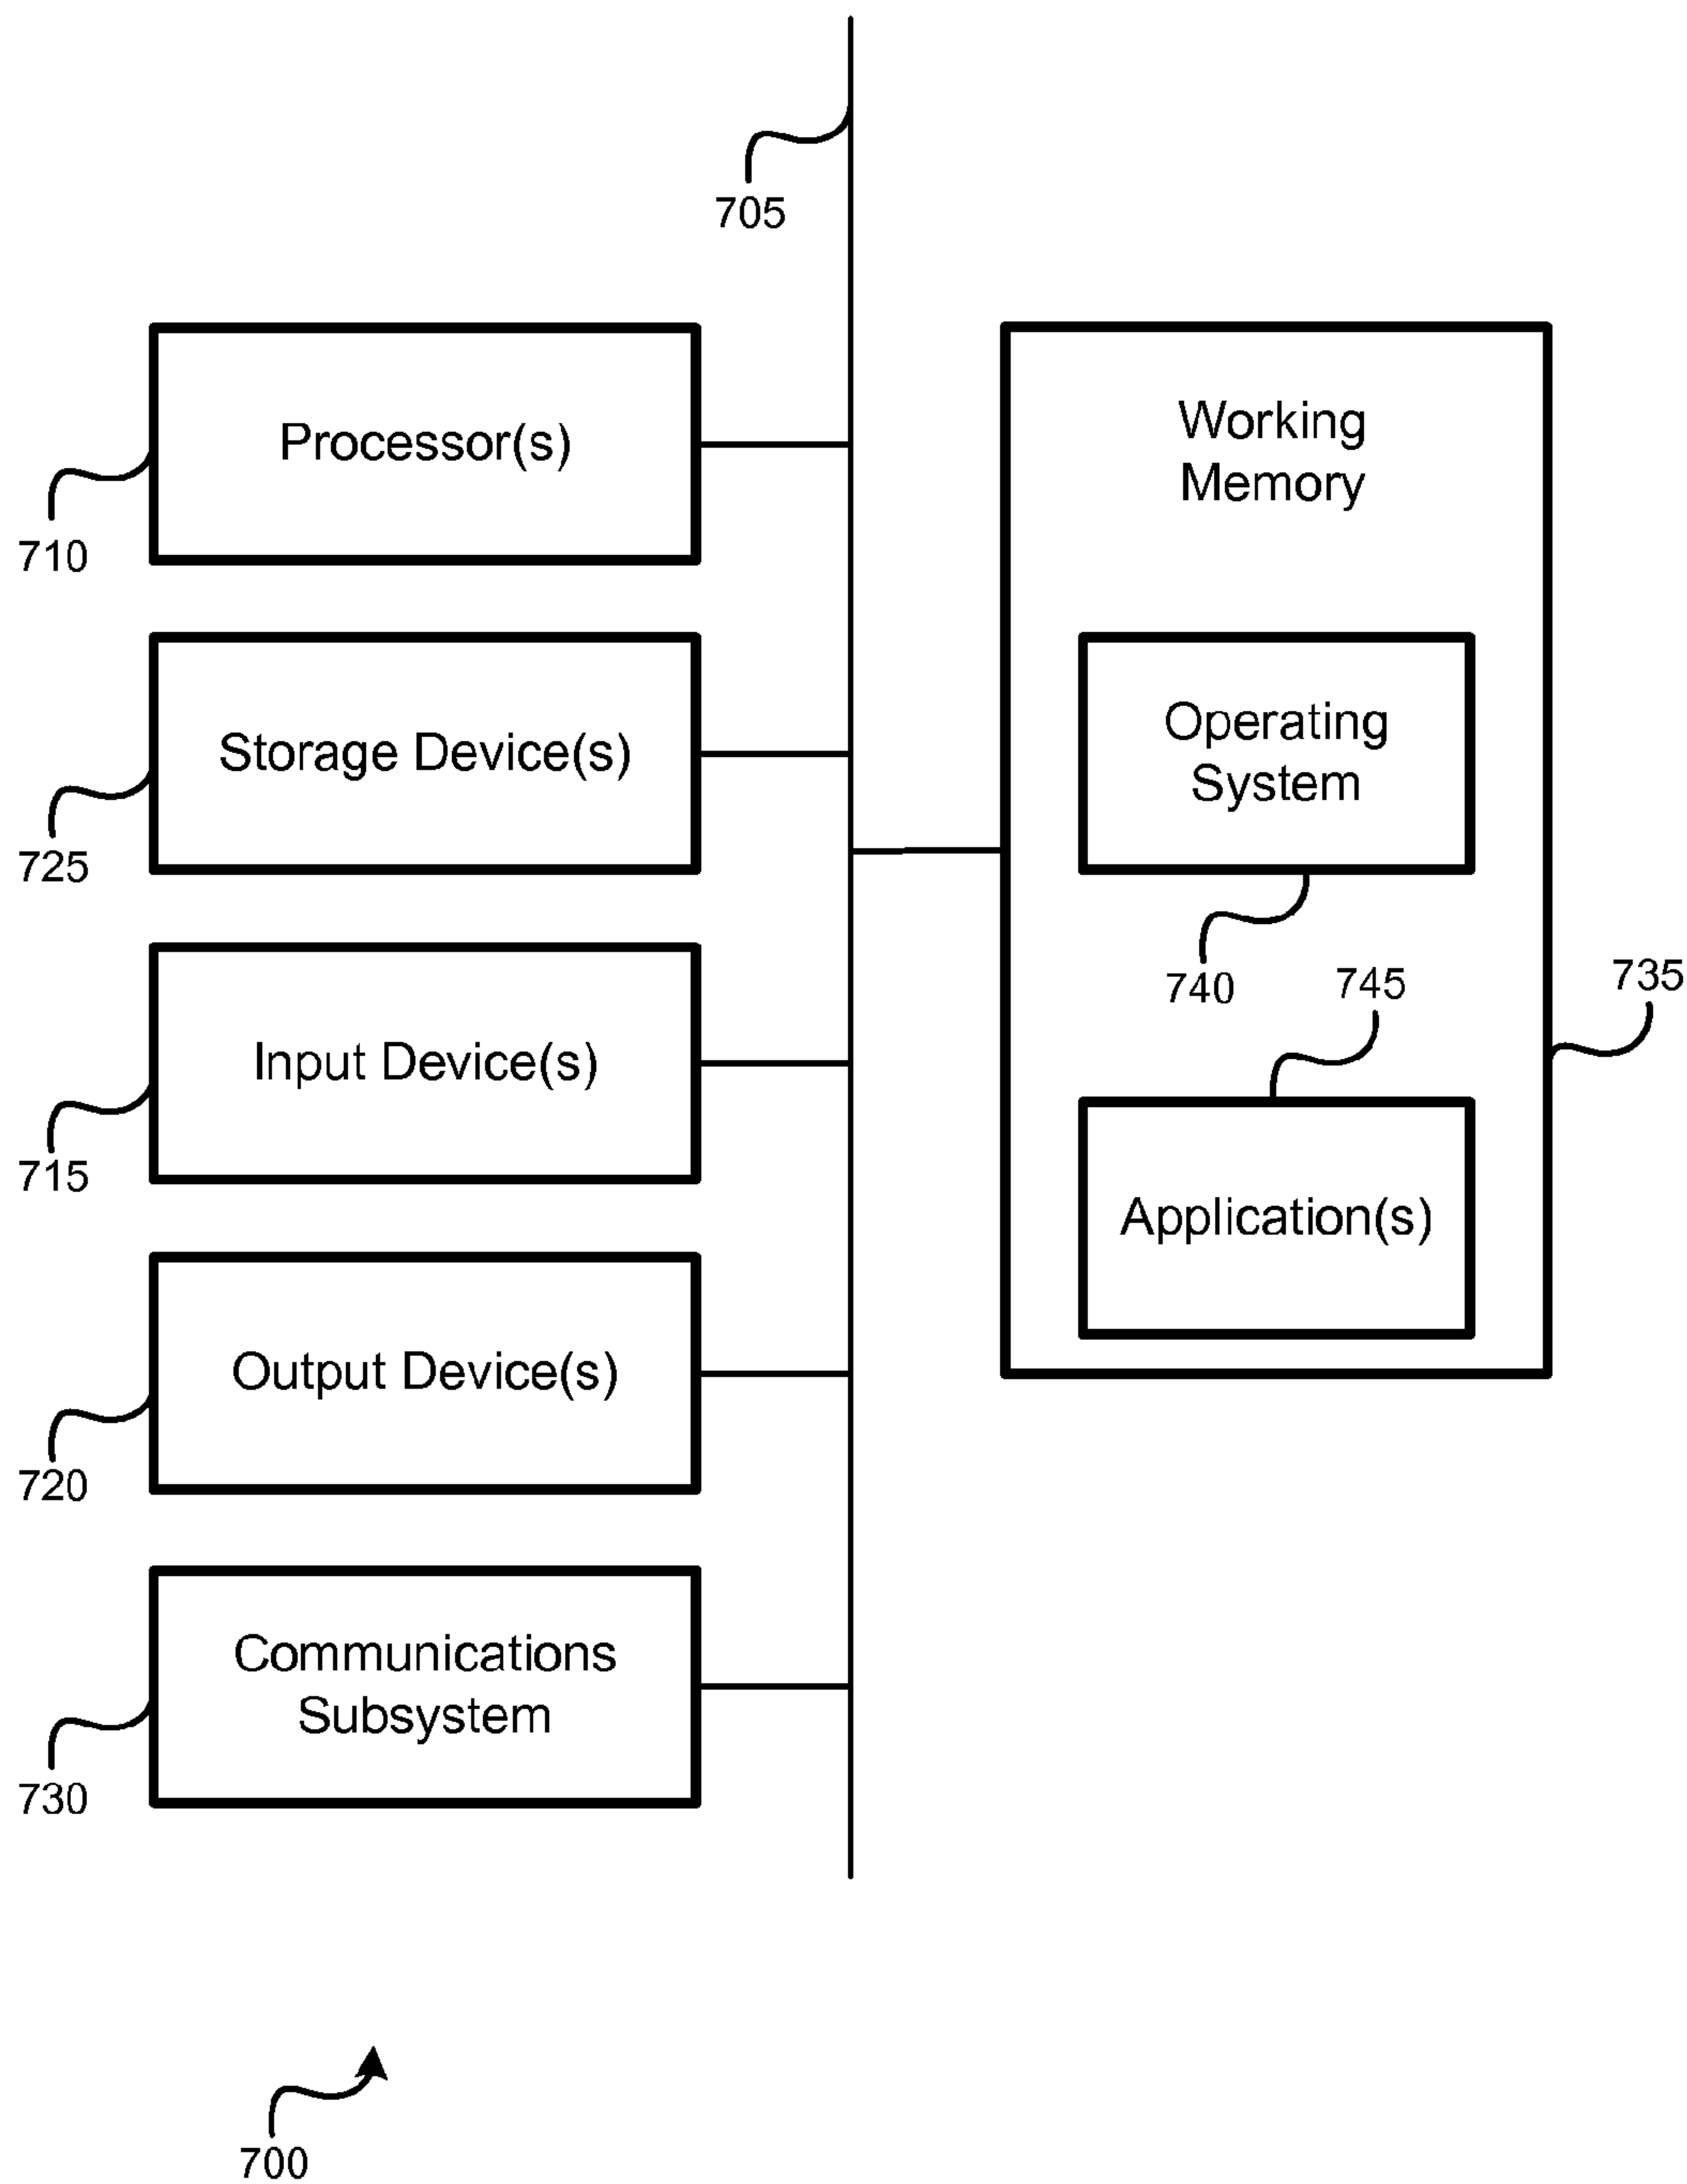 705
Processor(s)
710
Storage Device(s)
725
Input Device(s)
715
Output Device(s)
720
Communications
Subsystem
730
Working
Memory
Operating
System
740
745
735
Application(s)
700